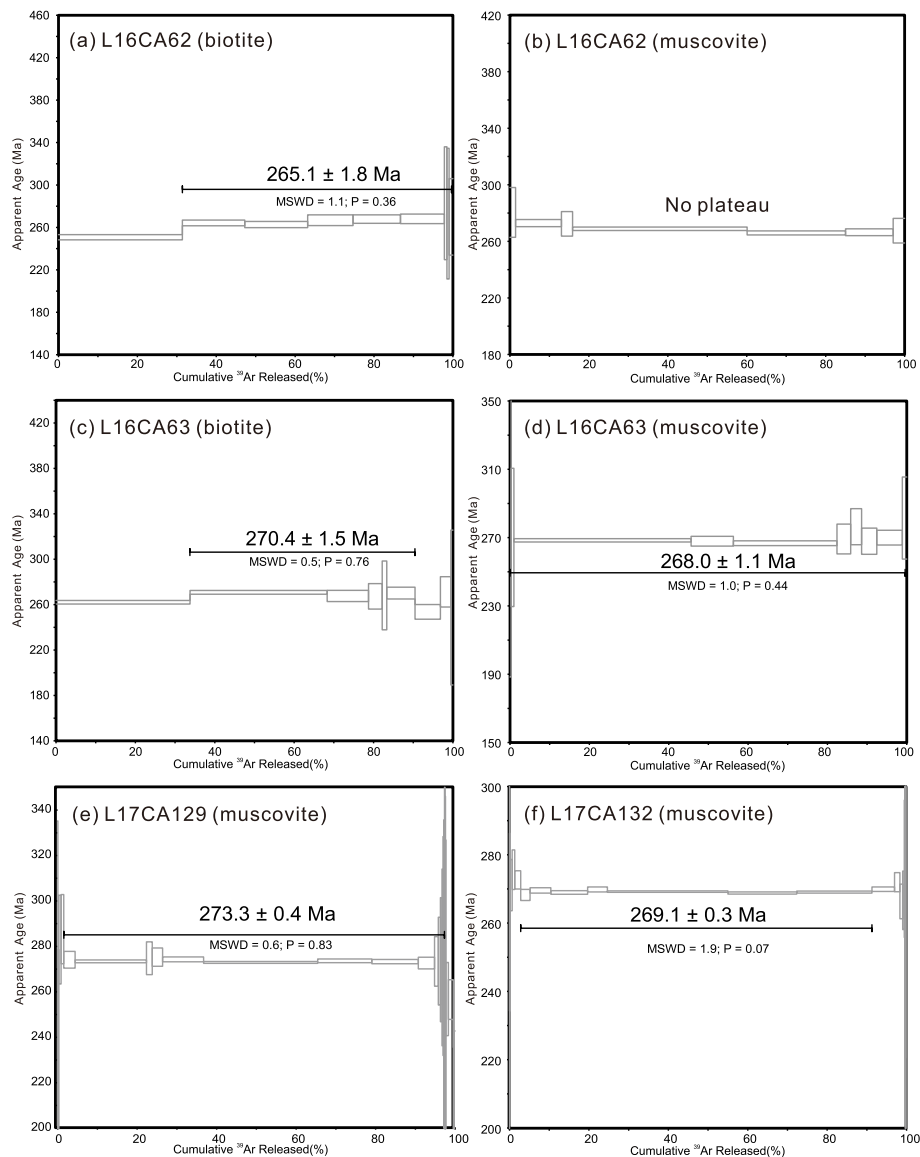 (a) L16CA62 (biotite)
265.1 ± 1.8 Ma
MSWD = 1.1; P = 0.36
Apparent Age (Ma)
460
420
380
340
300
260
220
180
140
0 20 40 60 80 100
Cumulative ³⁹Ar Released(%)
(b) L16CA62 (muscovite)
No plateau
Apparent Age (Ma)
420
380
340
300
260
220
180
0 20 40 60 80 100
Cumulative ³⁹Ar Released(%)
(c) L16CA63 (biotite)
270.4 ± 1.5 Ma
MSWD = 0.5; P = 0.76
Apparent Age (Ma)
420
380
340
300
260
220
180
140
0 20 40 60 80 100
Cumulative ³⁹Ar Released(%)
(d) L16CA63 (muscovite)
268.0 ± 1.1 Ma
MSWD = 1.0; P = 0.44
Apparent Age (Ma)
350
310
270
230
190
150
0 20 40 60 80 100
Cumulative ³⁹Ar Released(%)
(e) L17CA129 (muscovite)
273.3 ± 0.4 Ma
MSWD = 0.6; P = 0.83
Apparent Age (Ma)
340
320
300
280
260
240
220
200
0 20 40 60 80 100
Cumulative ³⁹Ar Released(%)
(f) L17CA132 (muscovite)
269.1 ± 0.3 Ma
MSWD = 1.9; P = 0.07
Apparent Age (Ma)
300
280
260
240
220
200
0 20 40 60 80 100
Cumulative ³⁹Ar Released(%)